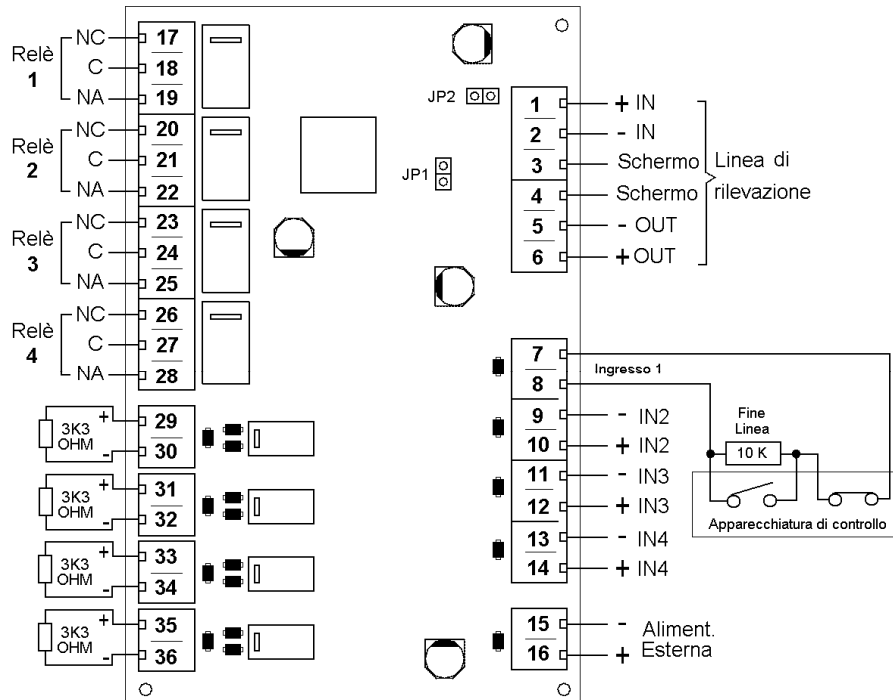 NC 17
Relè C 18
1
NA 19
NC 20
Relè C 21
2
NA 22
NC 23
Relè C 24
3
NA 25
NC 26
Relè C 27
4
NA 28
+ 29
3K3
OHM
- 30
+ 31
3K3
OHM
- 32
+ 33
3K3
OHM
- 34
+ 35
3K3
OHM
- 36
JP2
JP1
1 + IN
2 - IN
3 Schermo
4 Schermo
5 - OUT
6 + OUT
Linea di
rilevazione
7
Ingresso 1
8
9 - IN2
10 + IN2
11 - IN3
12 + IN3
13 - IN4
14 + IN4
Fine
Linea
10 K
Apparecchiatura di controllo
15 -
16 +
Aliment.
Esterna